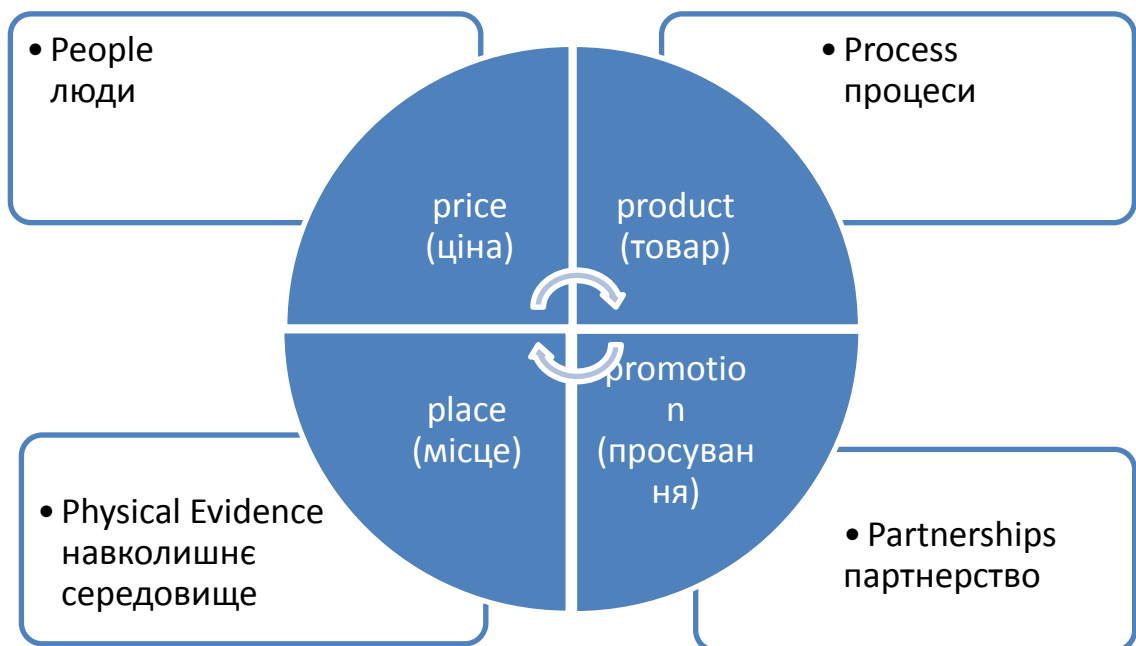 • People
люди
• Process
процеси
price
(ціна)
product
(товар)
place
(місце)
promotio
n
(просуван
ня)
• Physical Evidence
навколишнє
середовище
• Partnerships
партнерство